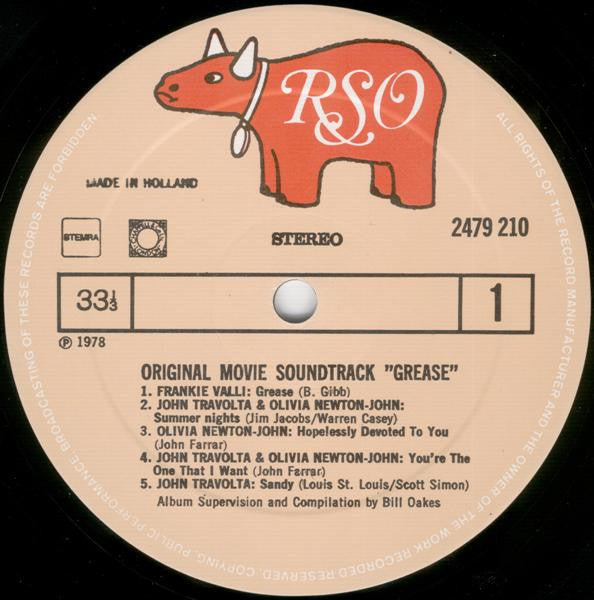 RSO
MADE IN HOLLAND
STEMRA
STEREO
2479 210
33⅓
1
℗ 1978
ORIGINAL MOVIE SOUNDTRACK "GREASE"
1. FRANKIE VALLI: Grease (B. Gibb)
2. JOHN TRAVOLTA & OLIVIA NEWTON-JOHN:
Summer nights (Jim Jacobs/Warren Casey)
3. OLIVIA NEWTON-JOHN: Hopelessly Devoted To You
(John Farrar)
4. JOHN TRAVOLTA & OLIVIA NEWTON-JOHN: You're The
One That I Want (John Farrar)
5. JOHN TRAVOLTA: Sandy (Louis St. Louis/Scott Simon)
Album Supervision and Compilation by Bill Oakes
ALL RIGHTS OF THE RECORD MANUFACTURER AND THE OWNER OF THE WORK RECORDED RESERVED. COPYING, PUBLIC PERFORMANCE, BROADCASTING OF THESE RECORDS ARE FORBIDDEN